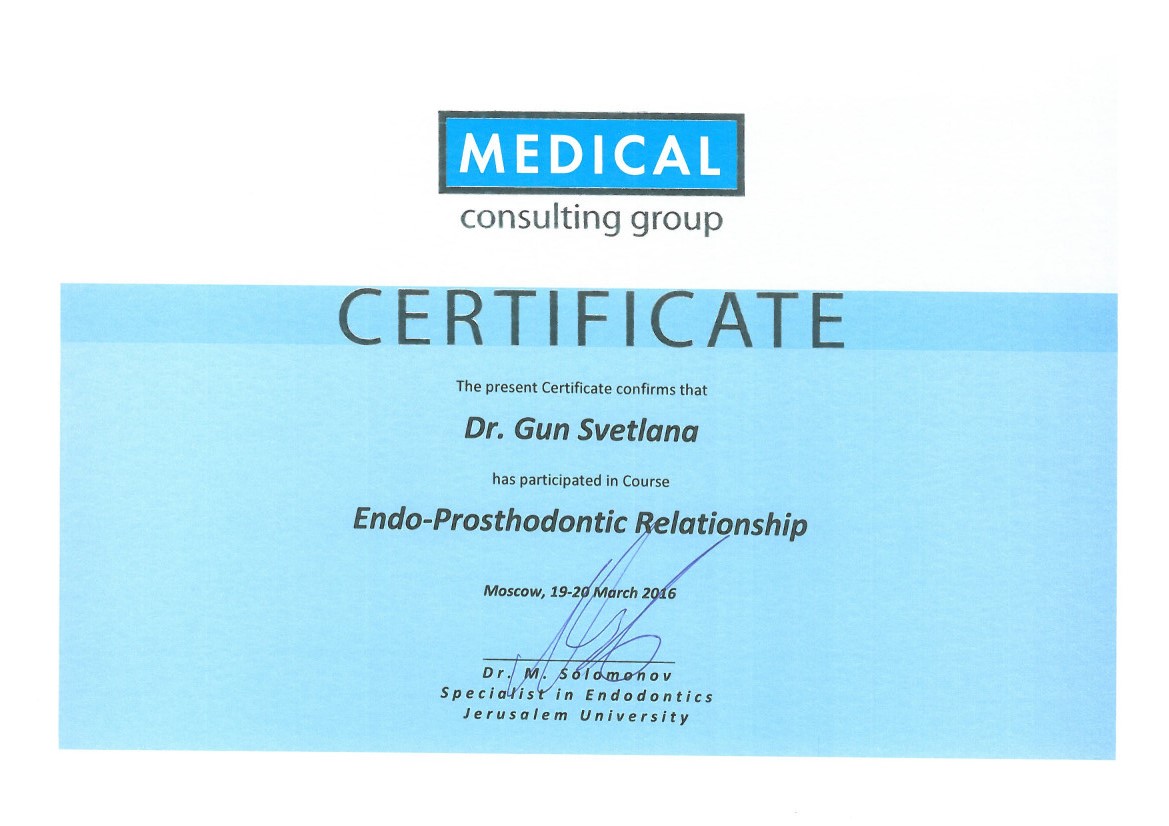 MEDICAL
consulting group
CERTIFICATE
The present Certificate confirms that
Dr. Gun Svetlana
has participated in Course
Endo-Prosthodontic Relationship
Moscow, 19-20 March 2016
Dr. M. Solomonov
Specialist in Endodontics
Jerusalem University